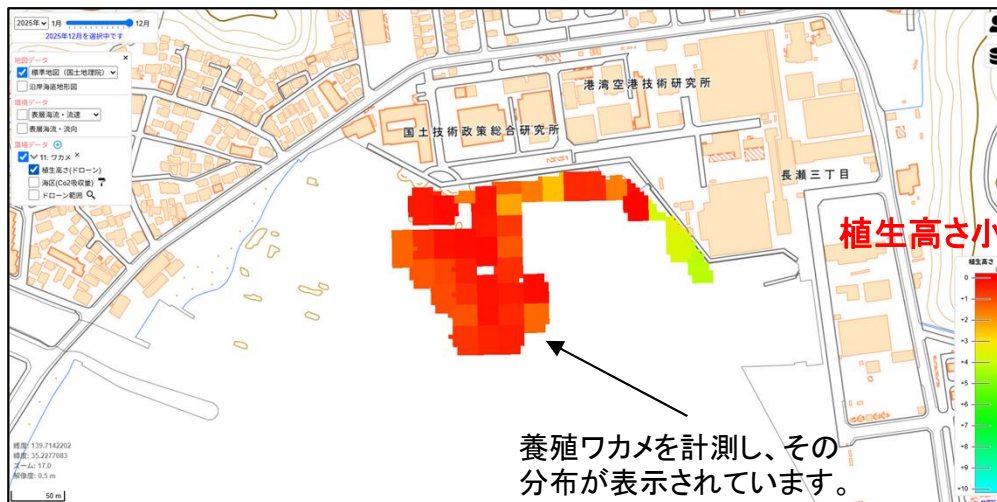 2025年 1月 12月
2025年12月を選択中です
地図データ ×
標準地図（国土地理院）
沿岸海底地形図
環境データ
表層海流・流速
表層海流・流向
藻場データ
11: ワカメ ×
植生高さ(ドローン)
海区(Co2吸収量)
ドローン範囲
港湾空港技術研究所
国土技術政策総合研究所
長瀬三丁目
植生高さ小
植生高さ
0
+1
+2
+3
+4
+5
+6
+7
+8
+9
+10
養殖ワカメを計測し、その
分布が表示されています。
経度: 139.7142202
緯度: 35.2277083
ズーム: 17.0
解像度: 0.5 m
50 m